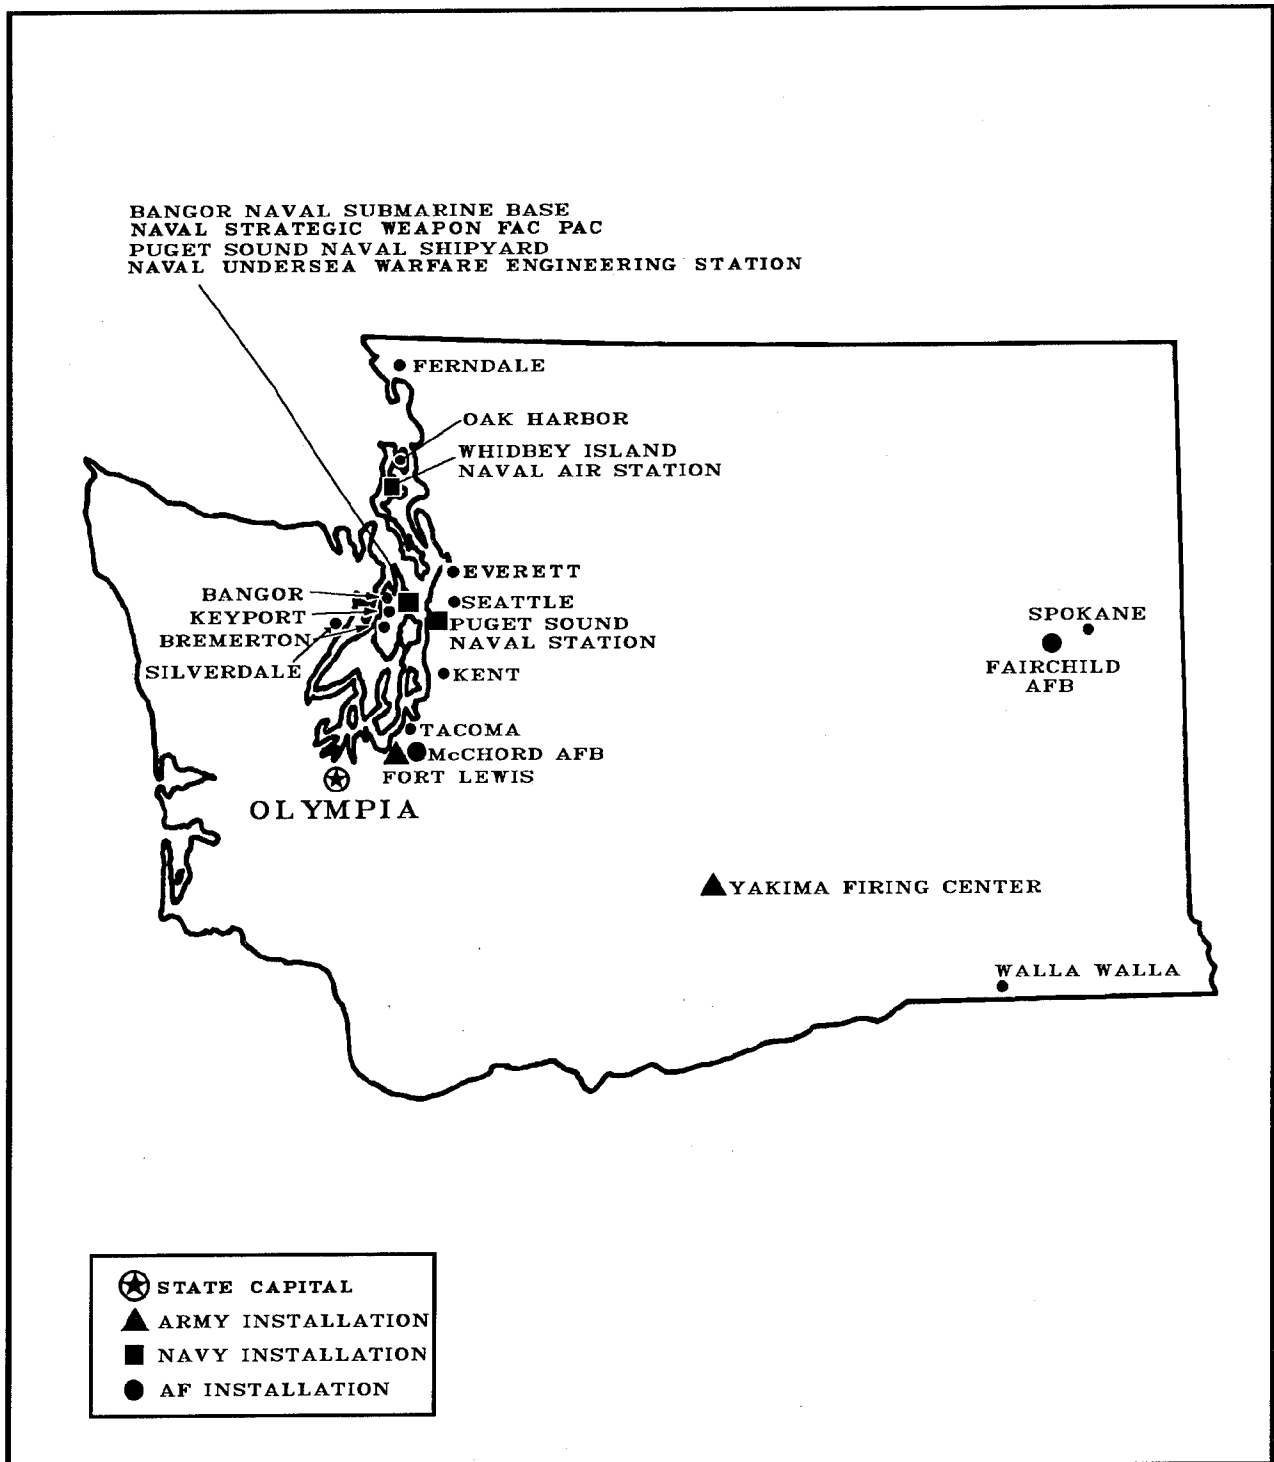 BANGOR NAVAL SUBMARINE BASE
NAVAL STRATEGIC WEAPON FAC PAC
PUGET SOUND NAVAL SHIPYARD
NAVAL UNDERSEA WARFARE ENGINEERING STATION
FERNDALE
OAK HARBOR
WHIDBEY ISLAND
NAVAL AIR STATION
EVERETT
BANGOR
SEATTLE
KEYPORT
PUGET SOUND
NAVAL STATION
BREMERTON
SILVERDALE
KENT
SPOKANE
FAIRCHILD
AFB
TACOMA
McCHORD AFB
FORT LEWIS
OLYMPIA
YAKIMA FIRING CENTER
WALLA WALLA
STATE CAPITAL
ARMY INSTALLATION
NAVY INSTALLATION
AF INSTALLATION